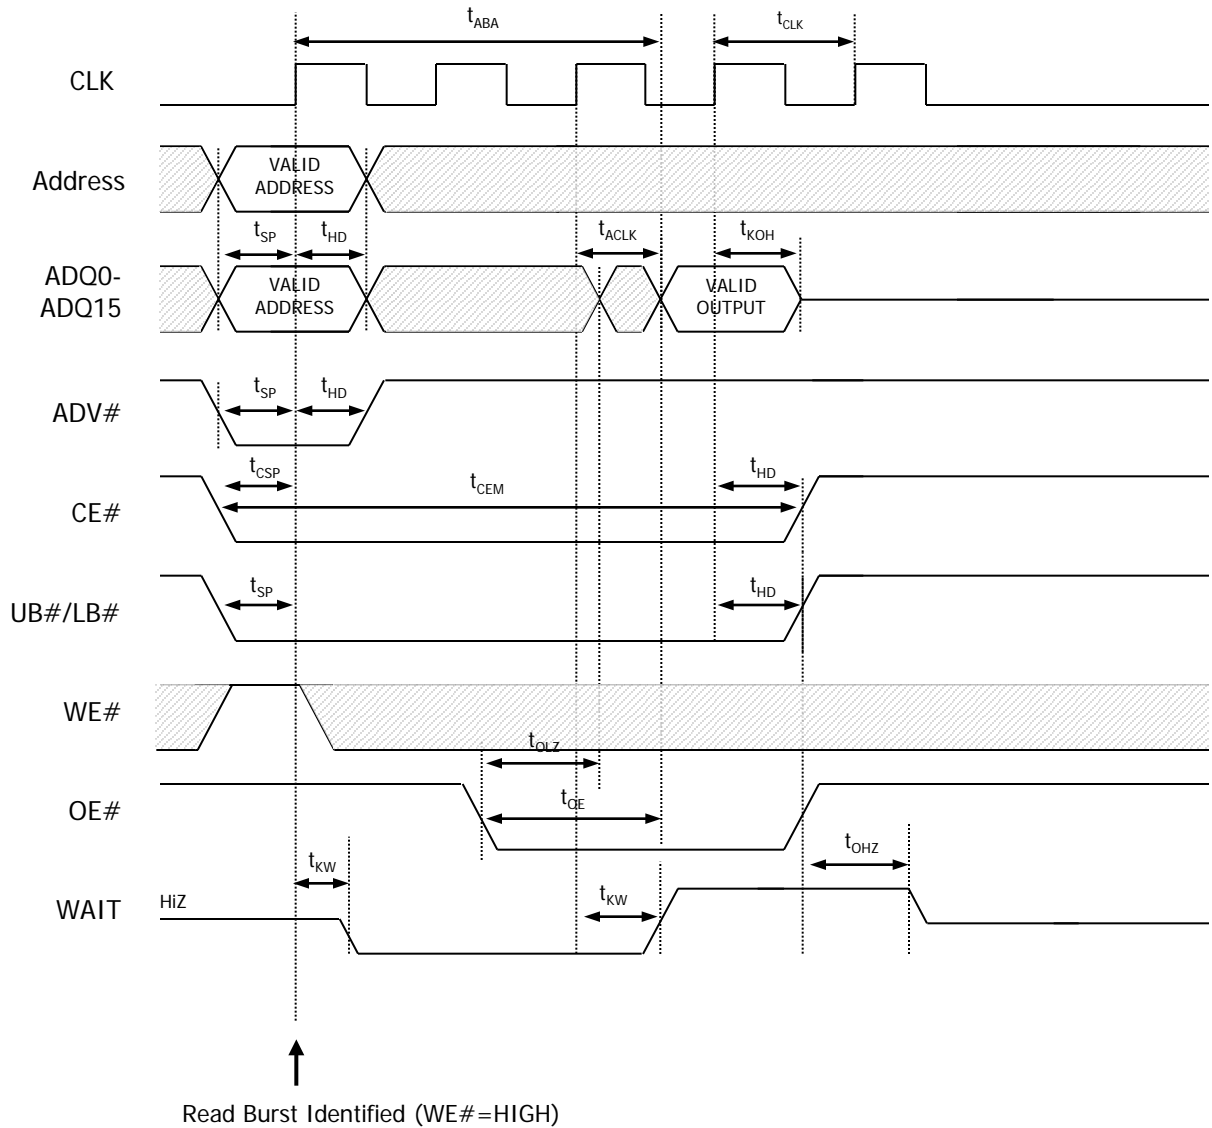 tABA
tCLK
CLK
Address
VALID
ADDRESS
tSP tHD tACLK tKOH
ADQ0-
ADQ15
VALID
ADDRESS
VALID
OUTPUT
ADV#
tSP tHD
CE#
tCSP tCEM tHD
UB#/LB#
tSP tHD
WE#
tOLZ
OE#
tOE
tOHZ
tKW
WAIT
HiZ
tKW
Read Burst Identified (WE#=HIGH)